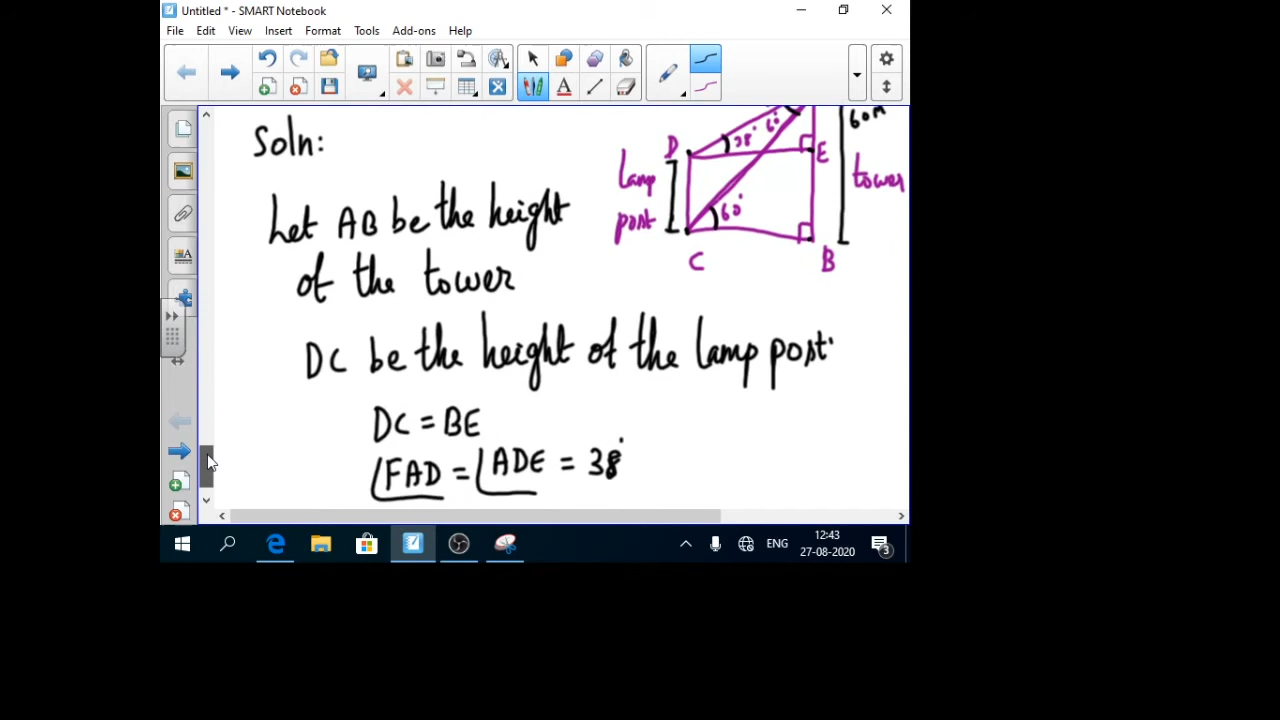 Untitled * - SMART Notebook
File Edit View Insert Format Tools Add-ons Help
Soln:
Let AB be the height
of the tower
DC be the height of the lamp post.
DC = BE
∠FAD = ∠ADE = 38°
38° 60
D
E
60m
lamp
post
tower
60°
C
B
ENG
12:43
27-08-2020
3